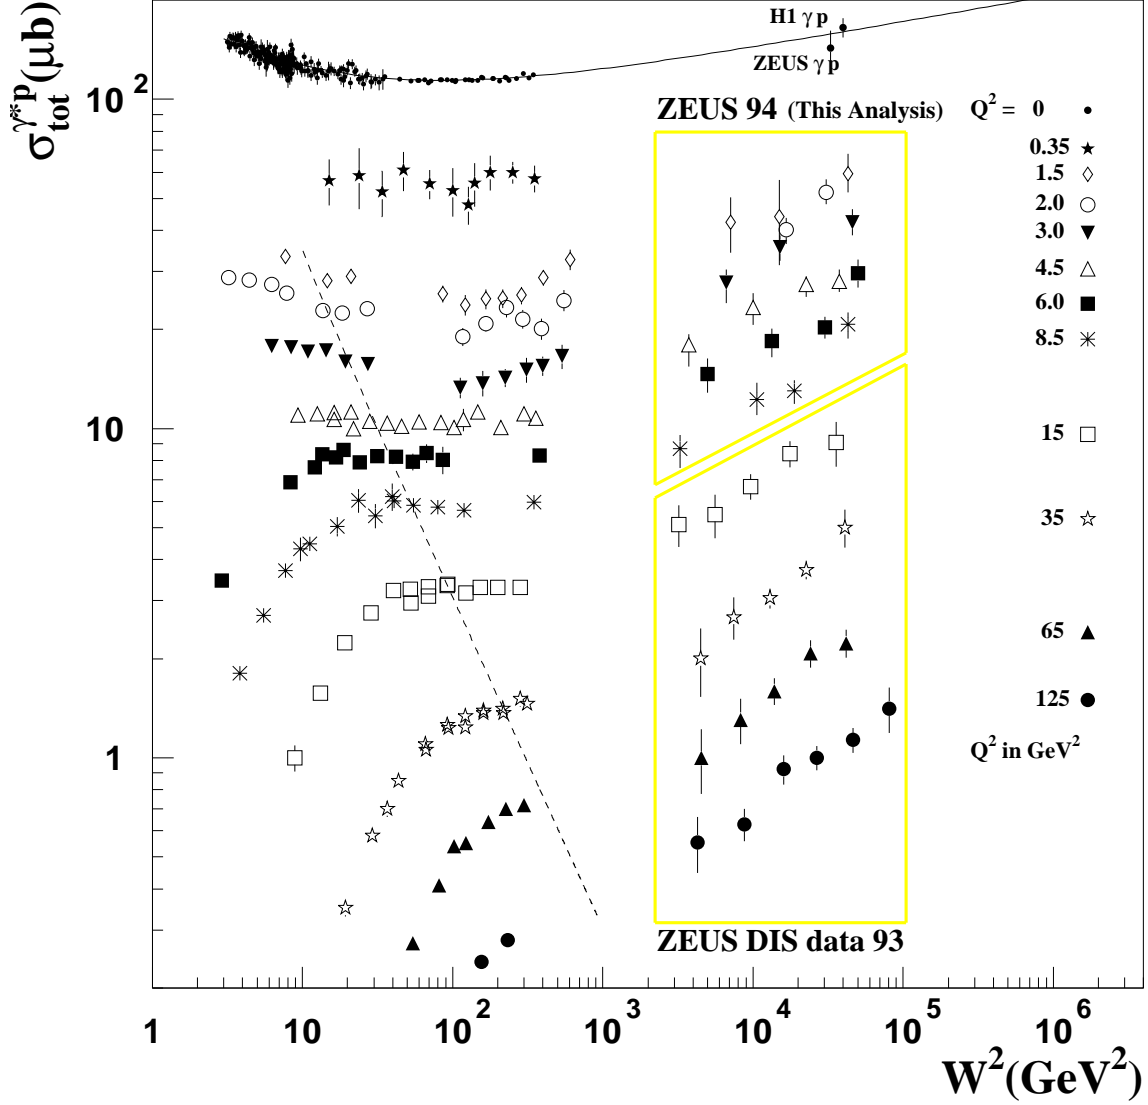 σ^γ*p_tot(μb)
H1 γ p
ZEUS γ p
ZEUS 94 (This Analysis)
Q² = 0
0.35
1.5
2.0
3.0
4.5
6.0
8.5
15
35
65
125
Q² in GeV²
ZEUS DIS data 93
10²
10
1
1 10 10² 10³ 10⁴ 10⁵ 10⁶
W²(GeV²)